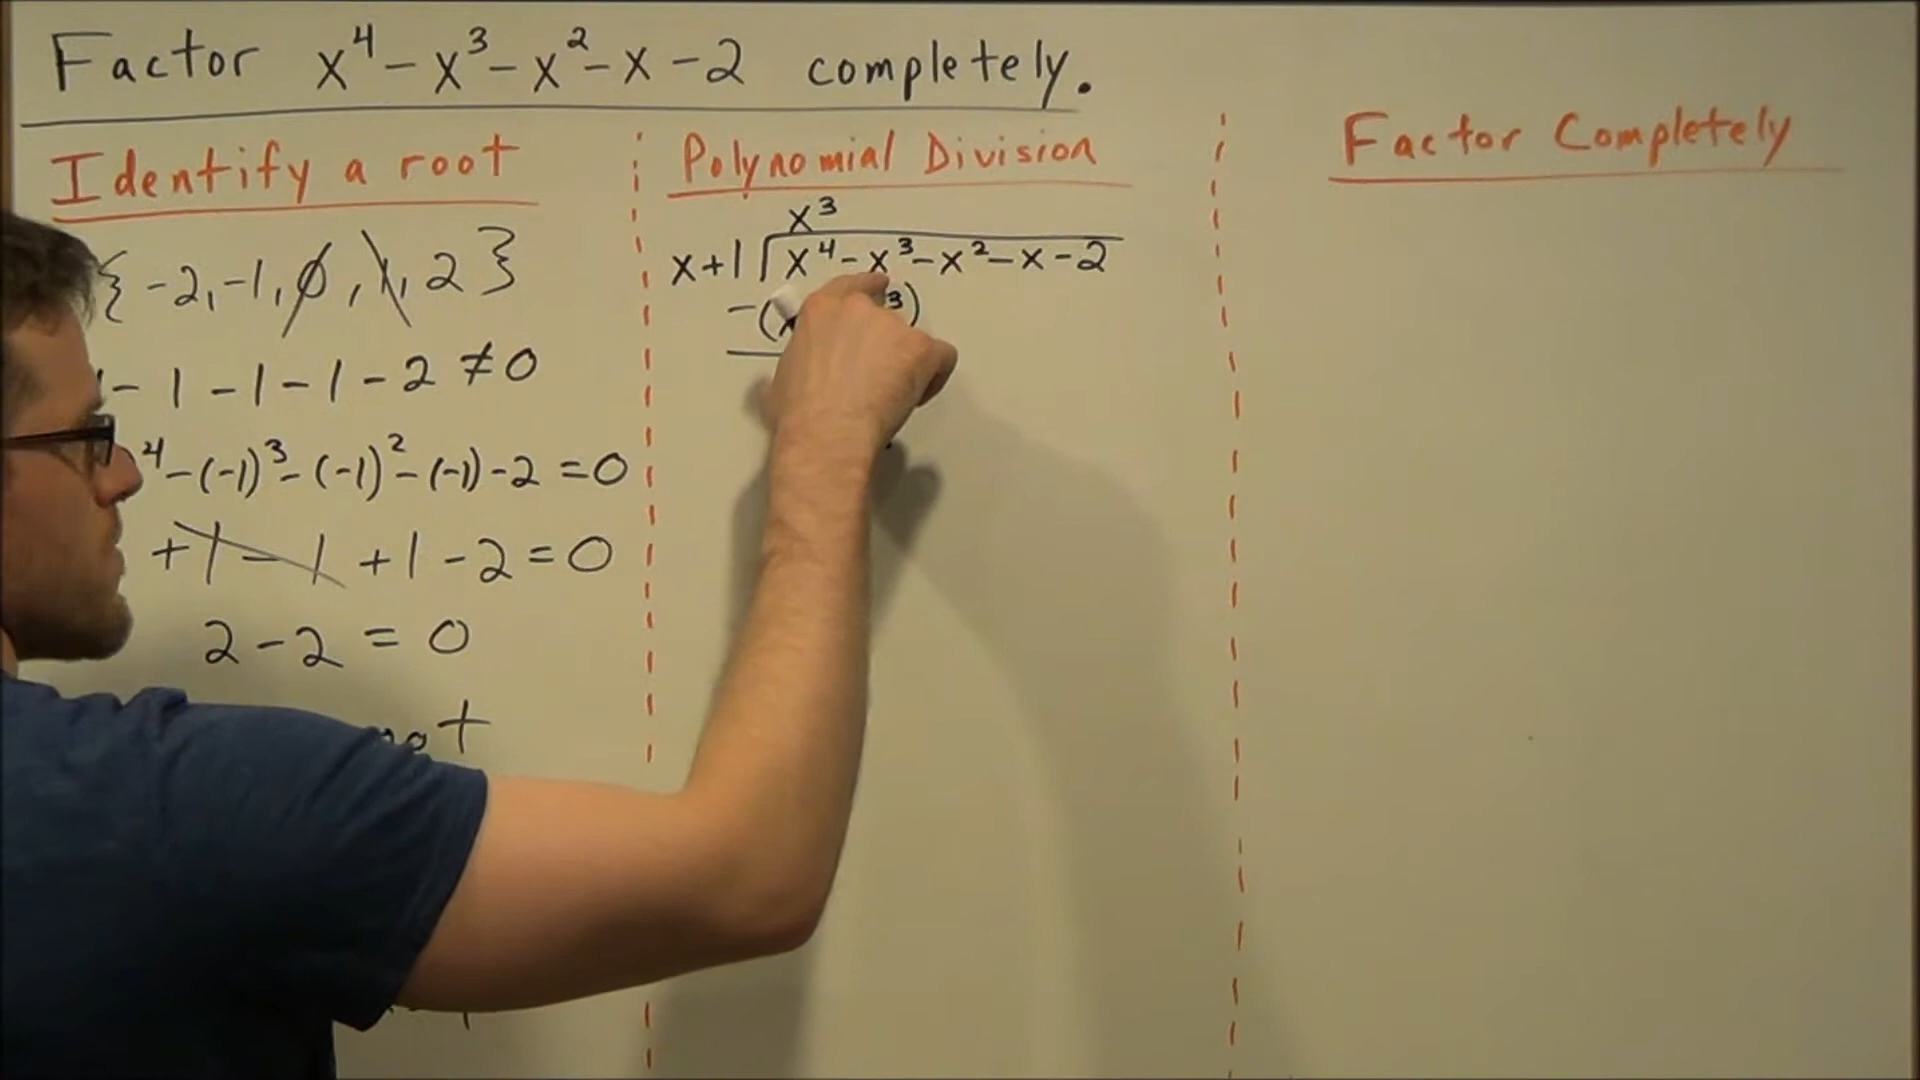 Factor x⁴ - x³ - x² - x - 2 completely.
Identify a root
{ -2, -1, 0, 1, 2 }
- 1 - 1 - 1 - 2 ≠ 0
⁴ - (-1)³ - (-1)² - (-1) - 2 = 0
+1 - 1 + 1 - 2 = 0
2 - 2 = 0
Polynomial Division
x³
x + 1 x⁴ - x³ - x² - x - 2
-( ³)
Factor Completely